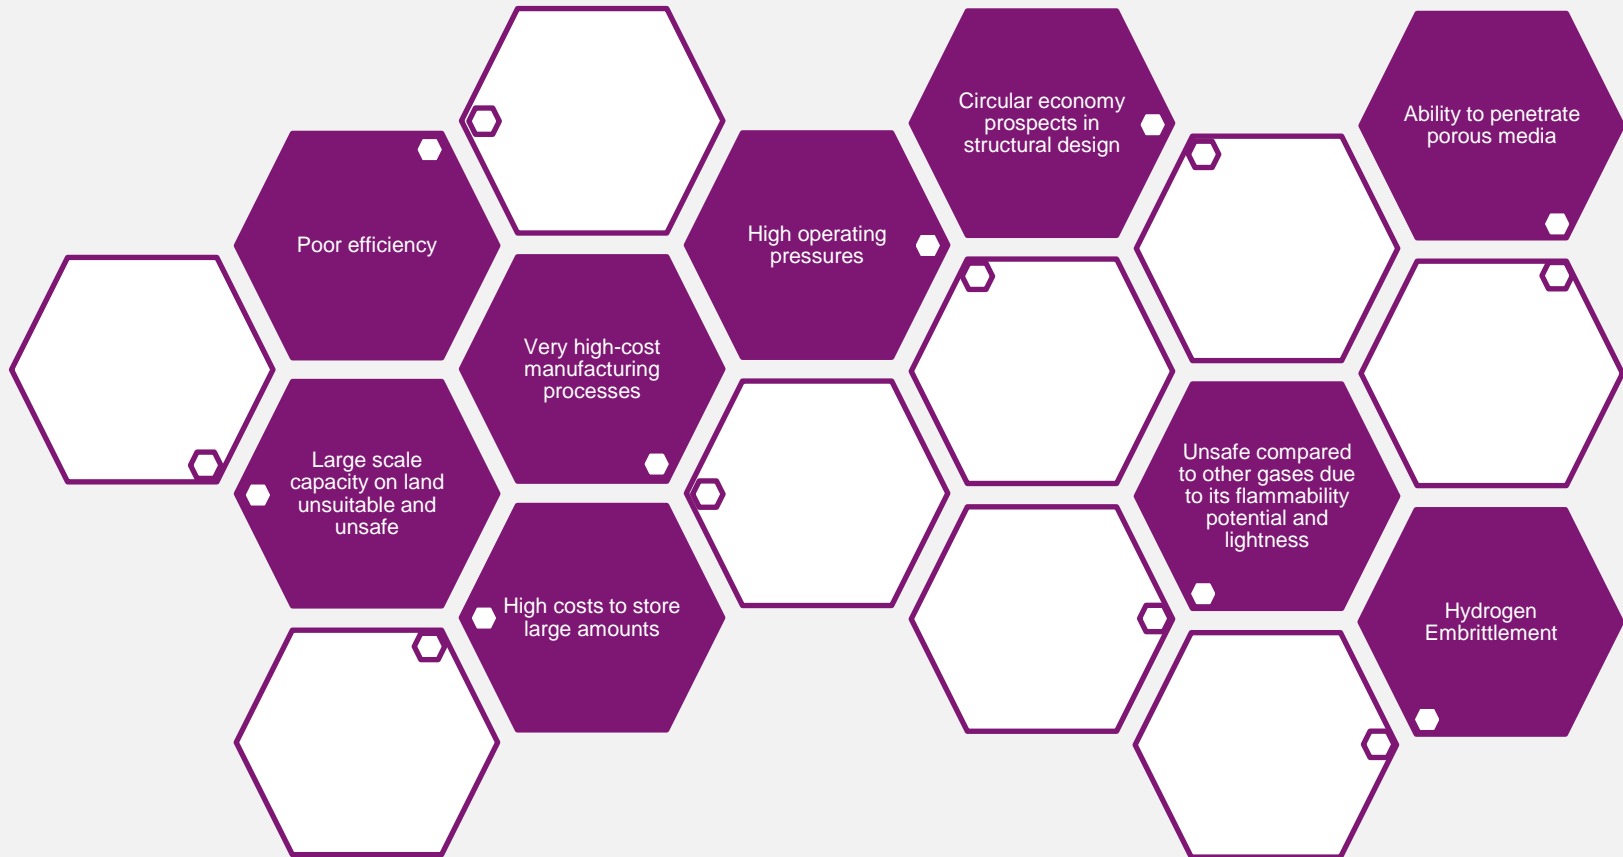 Circular economy
prospects in
structural design
Ability to penetrate
porous media
Poor efficiency
High operating
pressures
Very high-cost
manufacturing
processes
Large scale
capacity on land
unsuitable and
unsafe
Unsafe compared
to other gases due
to its flammability
potential and
lightness
High costs to store
large amounts
Hydrogen
Embrittlement